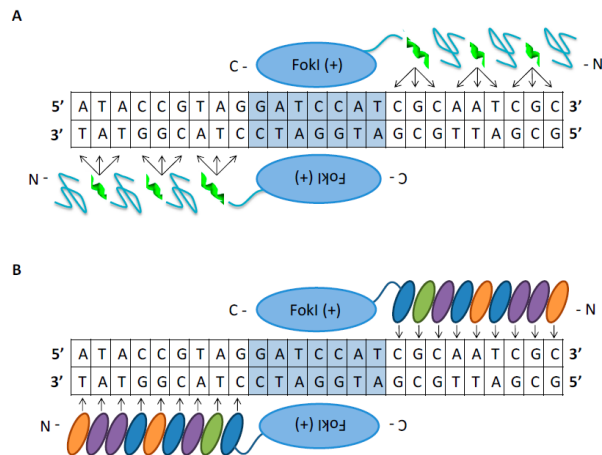 A
C - FokI (+) - N
5’ A T A C C G T A G G A T C C A T C G C A A T C G C 3’
3’ T A T G G C A T C C T A G G T A G C G T T A G C G 5’
N - FokI (+) - C
B
C - FokI (+) - N
5’ A T A C C G T A G G A T C C A T C G C A A T C G C 3’
3’ T A T G G C A T C C T A G G T A G C G T T A G C G 5’
N - FokI (+) - C